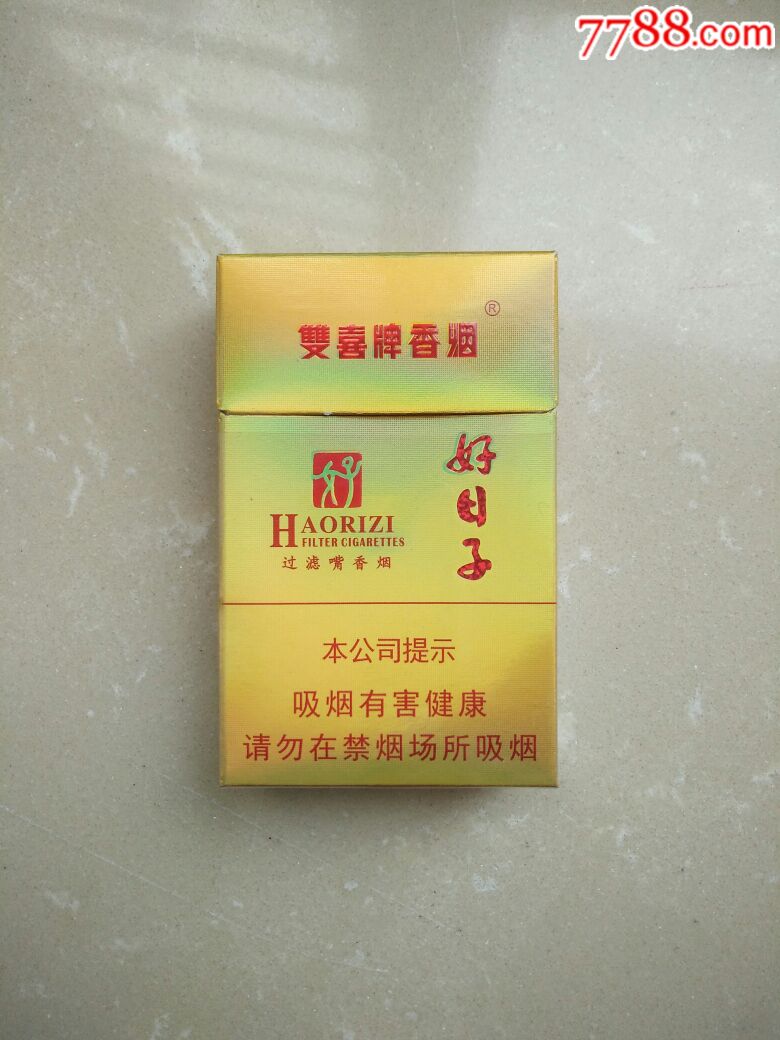 7788.com
雙喜牌香烟®
好日子
HAORIZI
FILTER CIGARETTES
过滤嘴香烟
本公司提示
吸烟有害健康
请勿在禁烟场所吸烟